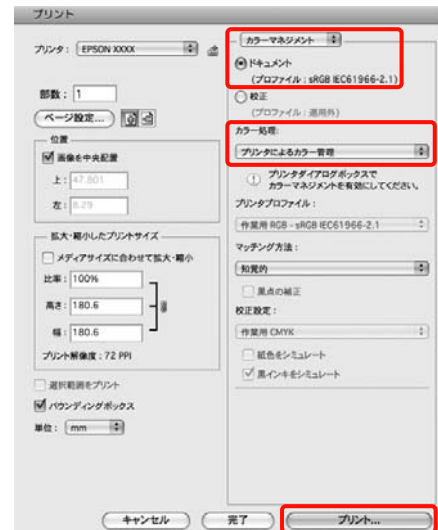 プリント
プリンタ： EPSON XXXX
部数： 1
ページ設定...
位置
画像を中央配置
上： 47.801
左： 8.29
拡大・縮小したプリントサイズ
メディアサイズに合わせて拡大・縮小
比率： 100%
高さ： 180.6
幅： 180.6
プリント解像度：72 PPI
選択範囲をプリント
バウンディングボックス
単位： mm
カラーマネジメント
ドキュメント
(プロファイル：sRGB IEC61966-2.1)
校正
(プロファイル：適用外)
カラー処理：
プリンタによるカラー管理
プリンタダイアログボックスで
カラーマネジメントを有効にしてください。
プリンタプロファイル：
作業用 RGB - sRGB IEC61966-2.1
マッチング方法：
知覚的
黒点の補正
校正設定：
作業用 CMYK
紙色をシミュレート
黒インキをシミュレート
キャンセル
完了
プリント...